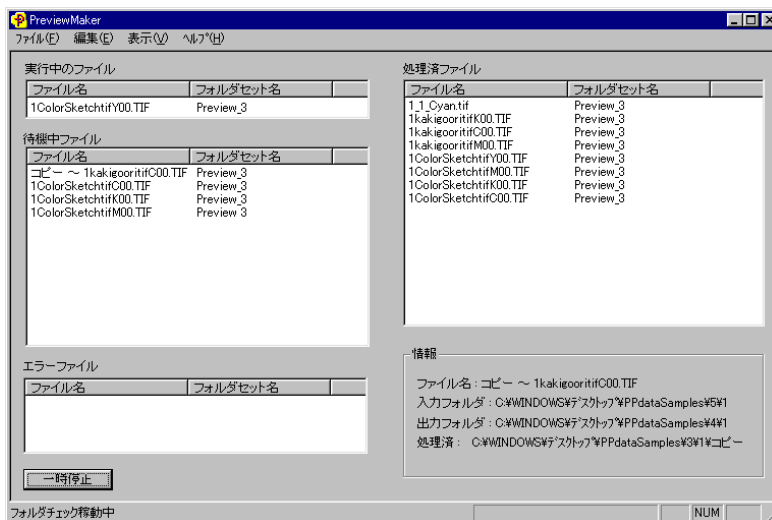 PreviewMaker
ﾌｧｲﾙ(F) 編集(E) 表示(V) ﾍﾙﾌﾟ(H)
実行中のファイル
ファイル名 フォルダセット名
1ColorSketchtifY00.TIF Preview_3
待機中ファイル
ファイル名 フォルダセット名
コピー ～ 1kakigooritifC00.TIF Preview_3
1ColorSketchtifC00.TIF Preview_3
1ColorSketchtifK00.TIF Preview_3
1ColorSketchtifM00.TIF Preview 3
エラーファイル
ファイル名 フォルダセット名
一時停止
処理済ファイル
ファイル名 フォルダセット名
1_1_Cyan.tif Preview_3
1kakigooritifK00.TIF Preview_3
1kakigooritifC00.TIF Preview_3
1kakigooritifM00.TIF Preview_3
1ColorSketchtifY00.TIF Preview_3
1ColorSketchtifM00.TIF Preview_3
1ColorSketchtifK00.TIF Preview_3
1ColorSketchtifC00.TIF Preview_3
情報
ファイル名：コピー ～ 1kakigooritifC00.TIF
入力フォルダ：C:¥WINDOWS¥ﾃﾞｽｸﾄｯﾌﾟ¥PPdataSamples¥5¥1
出力フォルダ：C:¥WINDOWS¥ﾃﾞｽｸﾄｯﾌﾟ¥PPdataSamples¥4¥1
処理済： C:¥WINDOWS¥ﾃﾞｽｸﾄｯﾌﾟ¥PPdataSamples¥3¥1¥コピー
フォルダチェック稼動中 NUM